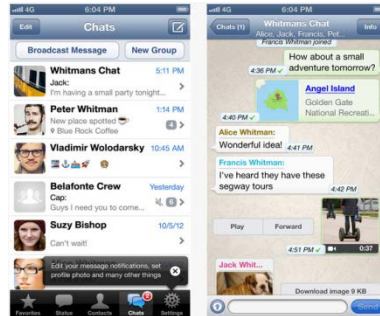 4G 6:04 PM
Edit Chats
Broadcast Message New Group
Whitmans Chat 5:11 PM
Jack:
I'm having a small party tonight...
Peter Whitman 1:14 PM
New place spotted
Blue Rock Coffee 4
Vladimir Wolodarsky 10:45 AM
Belafonte Crew Yesterday
Cap:
Guys I need you to come... 6
Suzy Bishop 10/5/12
Can't wait!
Edit your message notifications, set
profile photo and many other things
Favorites Status Contacts Chats Settings
4G 6:04 PM
Chats (1) Whitmans Chat Info
Alice, Jack, Francis, Pet...
Francis Whitman joined
How about a small
adventure tomorrow?
4:36 PM
Angel Island
Golden Gate
National Recreati...
4:40 PM
Alice Whitman:
Wonderful idea! 4:41 PM
Francis Whitman:
I've heard they have these
segway tours 4:42 PM
Play Forward
4:51 PM 0:37
Jack Whit...
Download image 9 KB
Send